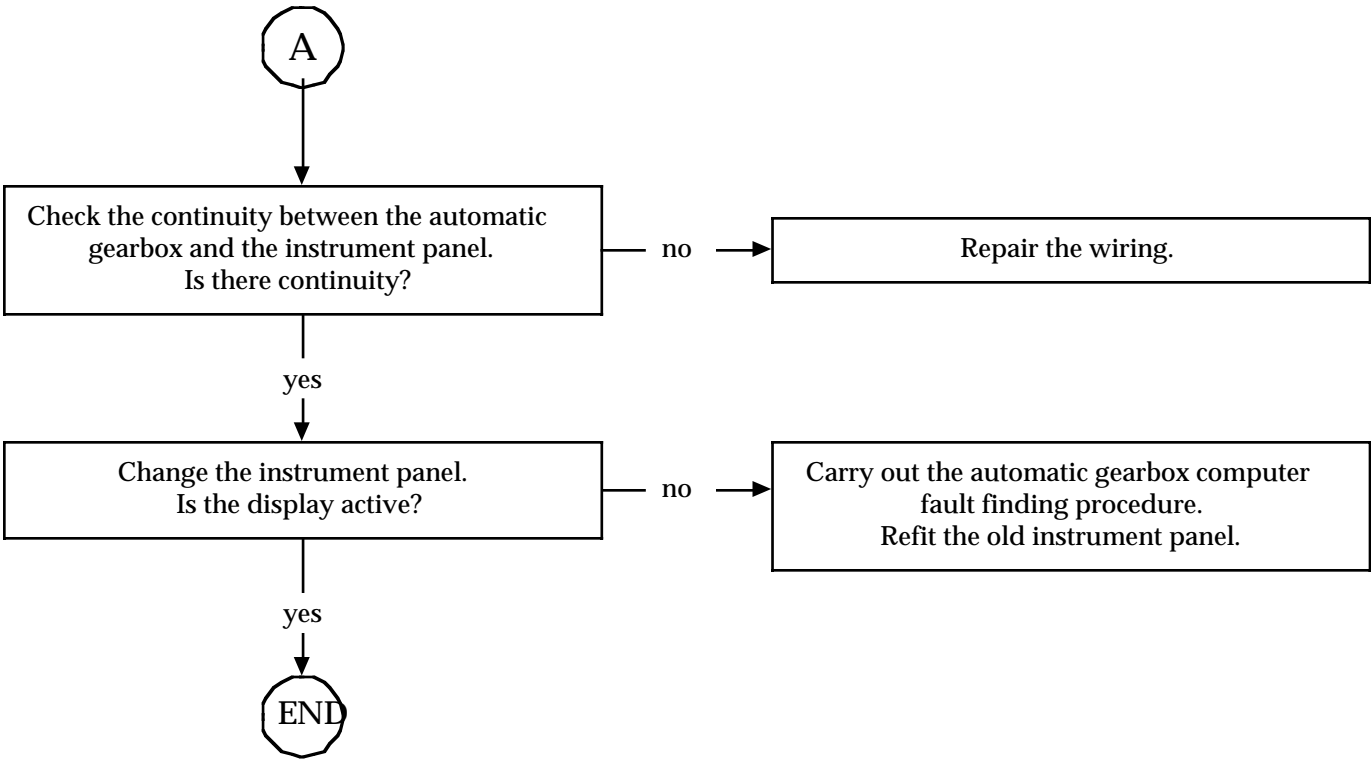 A
Check the continuity between the automatic
gearbox and the instrument panel.
Is there continuity?
no
Repair the wiring.
yes
Change the instrument panel.
Is the display active?
no
Carry out the automatic gearbox computer
fault finding procedure.
Refit the old instrument panel.
yes
END